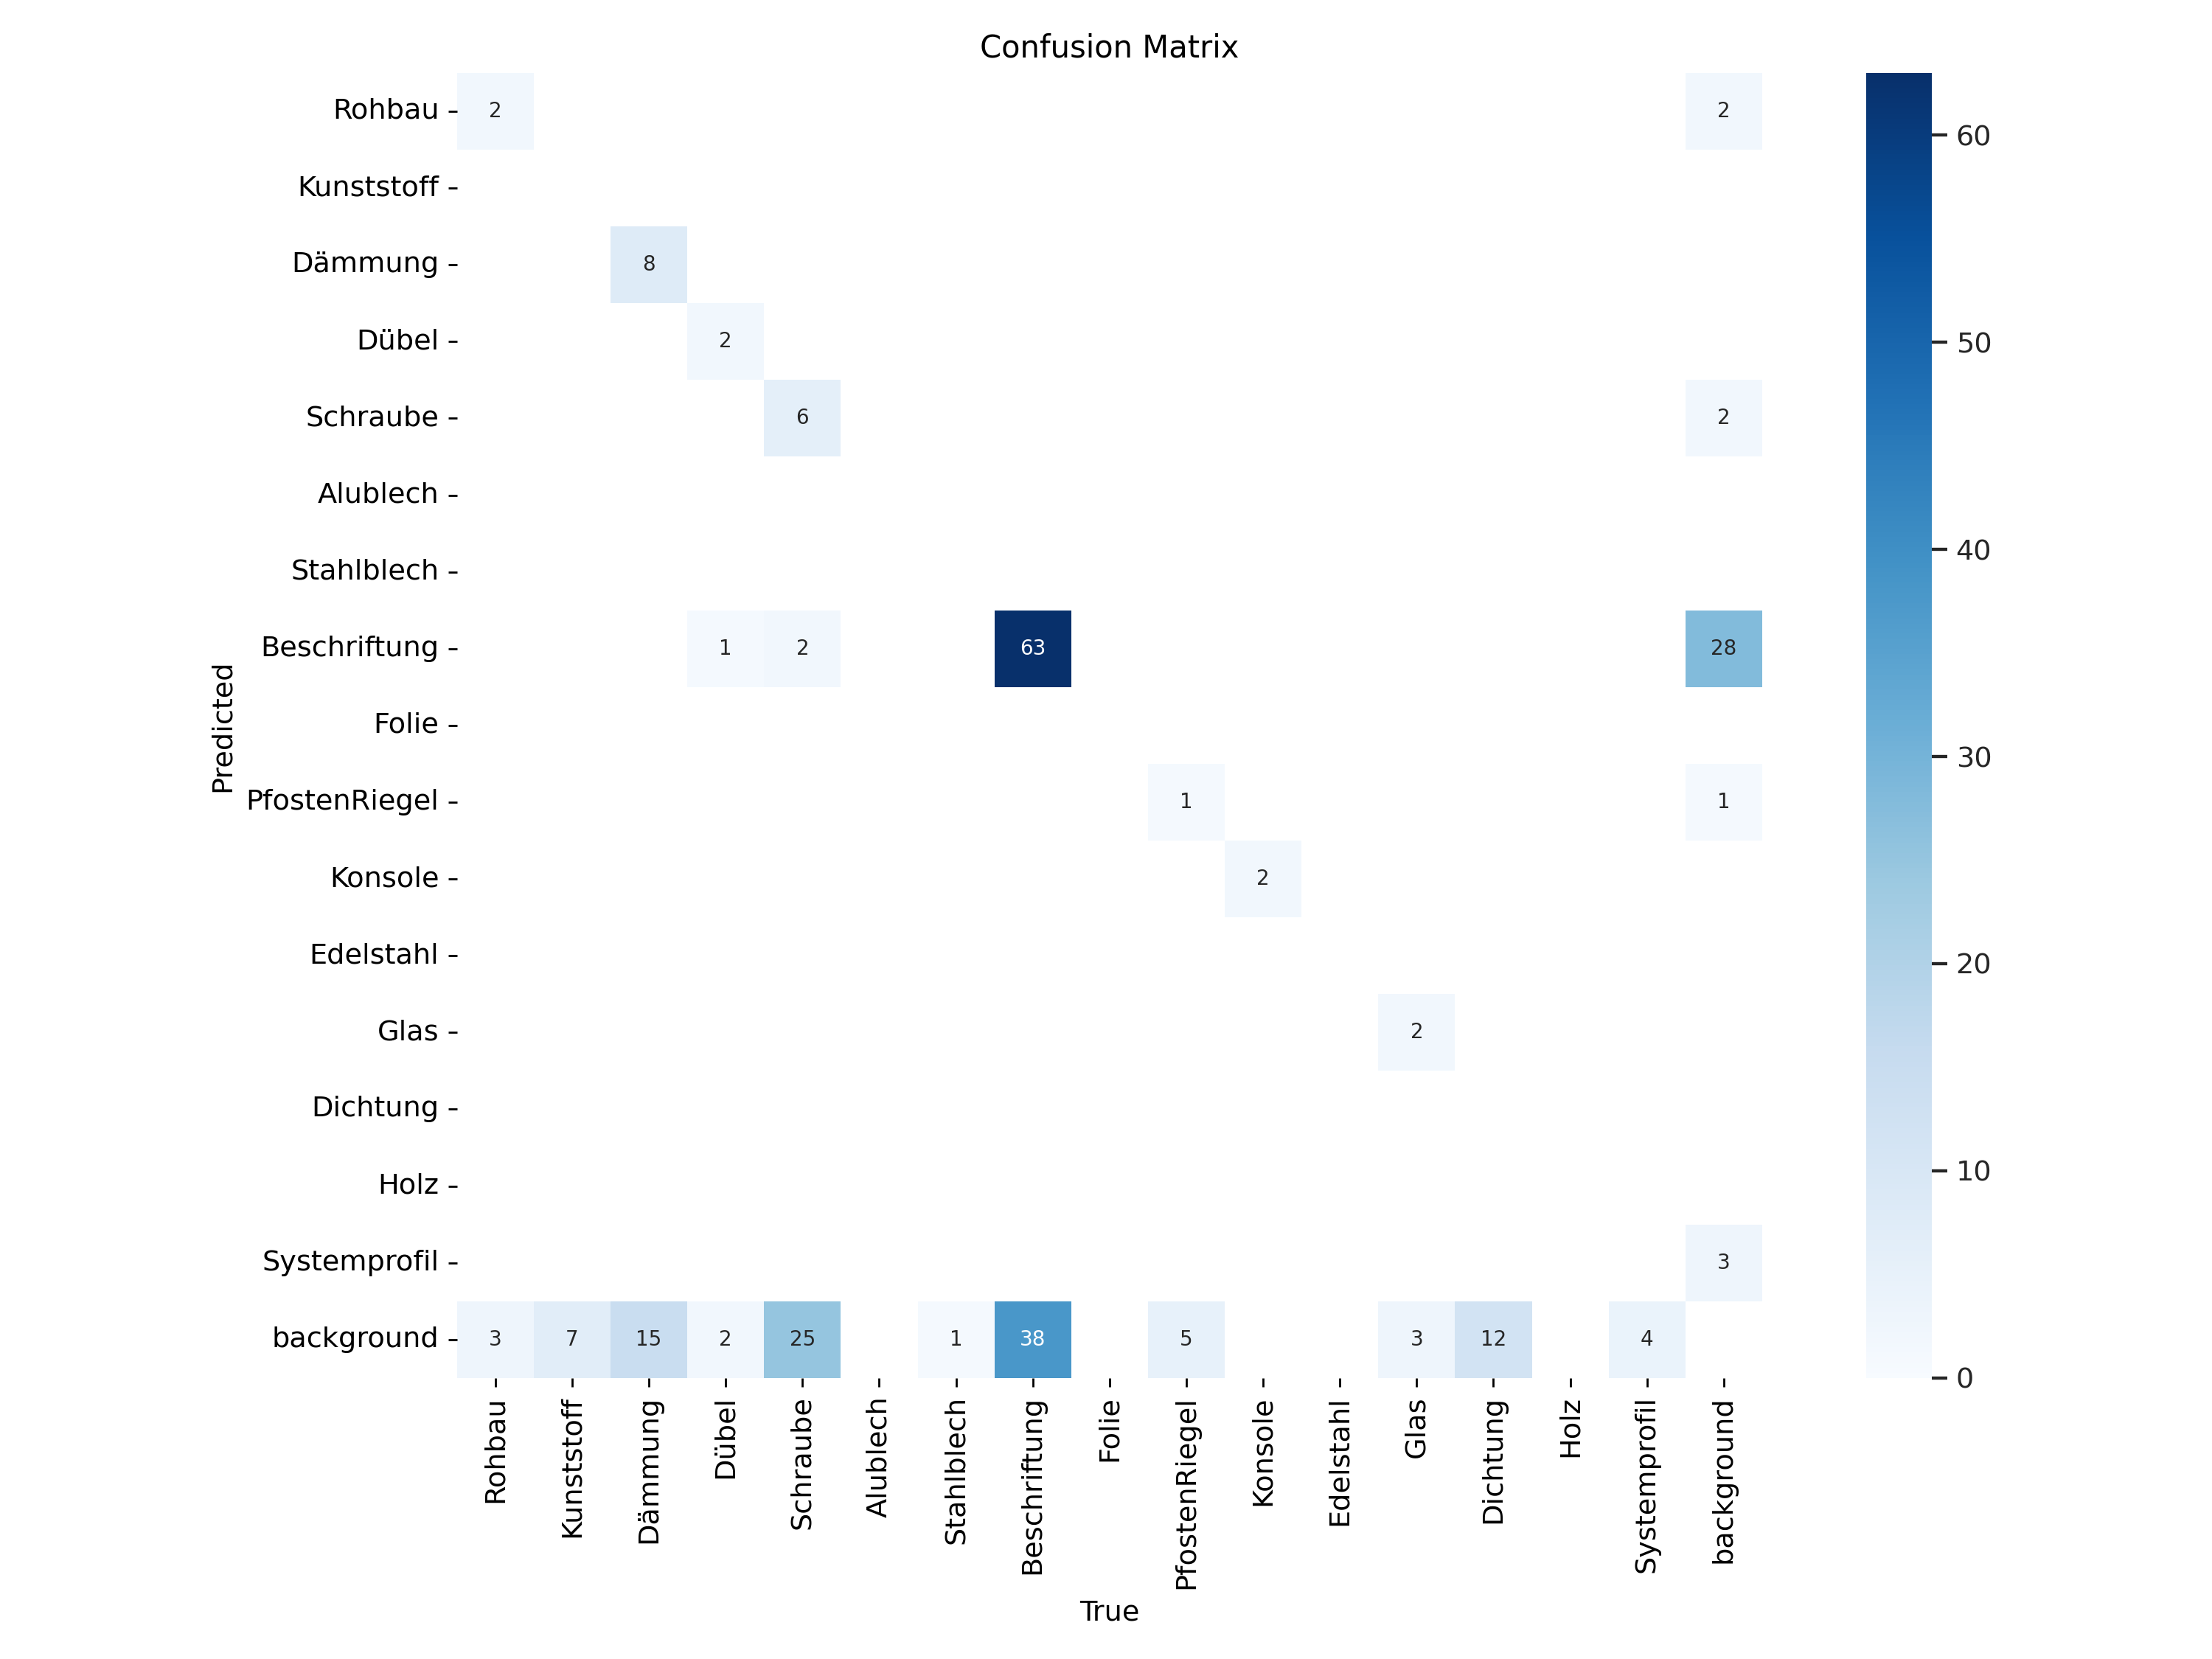 Confusion Matrix
Predicted
Rohbau 2 2
Kunststoff
Dämmung 8
Dübel 2
Schraube 6 2
Alublech
Stahlblech
Beschriftung 1 2 63 28
Folie
PfostenRiegel 1 1
Konsole 2
Edelstahl
Glas 2
Dichtung
Holz
Systemprofil 3
background 3 7 15 2 25 1 38 5 3 12 4
Rohbau Kunststoff Dämmung Dübel Schraube Alublech Stahlblech Beschriftung Folie PfostenRiegel Konsole Edelstahl Glas Dichtung Holz Systemprofil background
True
60
50
40
30
20
10
0